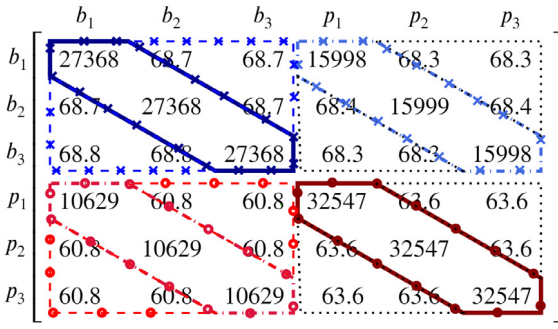 b₁ b₂ b₃ p₁ p₂ p₃
b₁ 27368 68.7 68.7 15998 68.3 68.3
b₂ 68.7 27368 68.7 68.4 15999 68.4
b₃ 68.8 68.8 27368 68.3 68.3 15998
p₁ 10629 60.8 60.8 32547 63.6 63.6
p₂ 60.8 10629 60.8 63.6 32547 63.6
p₃ 60.8 60.8 10629 63.6 63.6 32547